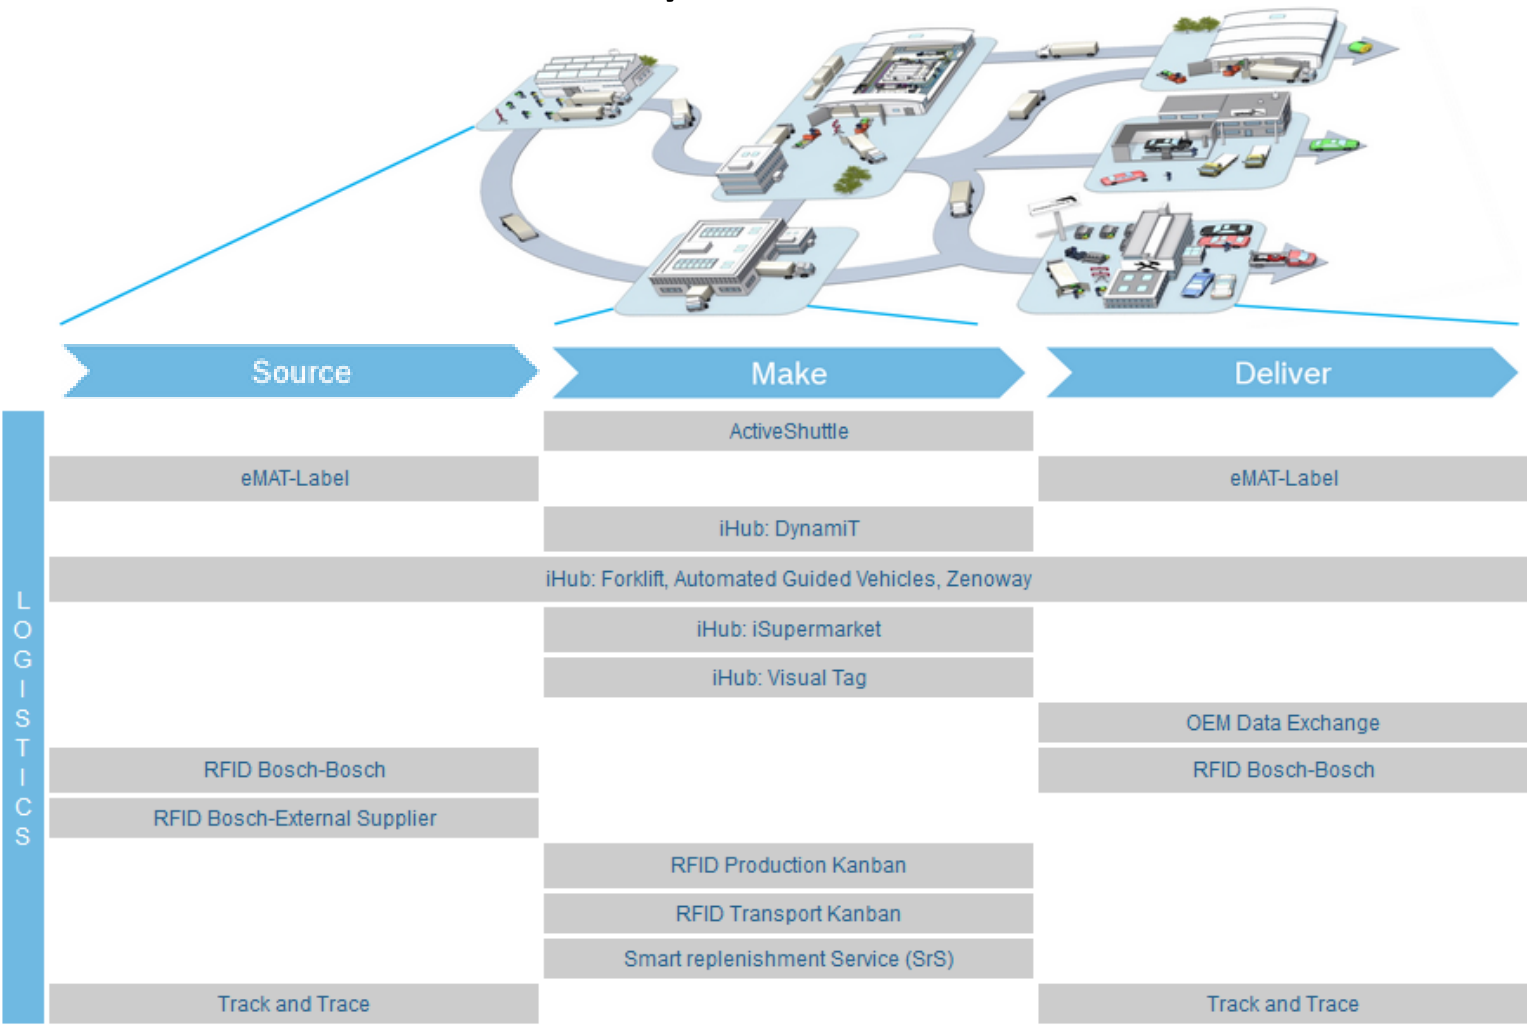 Source
Make
Deliver
LOGISTICS
ActiveShuttle
eMAT-Label
eMAT-Label
iHub: DynamiT
iHub: Forklift, Automated Guided Vehicles, Zenoway
iHub: iSupermarket
iHub: Visual Tag
OEM Data Exchange
RFID Bosch-Bosch
RFID Bosch-Bosch
RFID Bosch-External Supplier
RFID Production Kanban
RFID Transport Kanban
Smart replenishment Service (SrS)
Track and Trace
Track and Trace